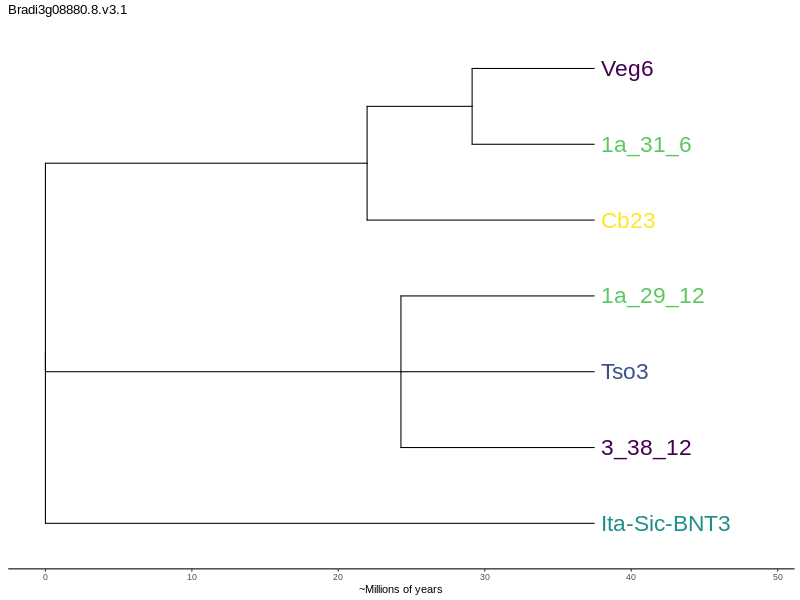 Bradi3g08880.8.v3.1
Veg6
1a_31_6
Cb23
1a_29_12
Tso3
3_38_12
Ita-Sic-BNT3
0 10 20 30 40 50
~Millions of years